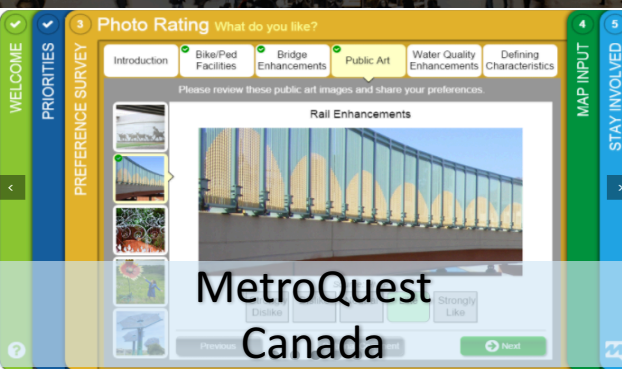 WELCOME
PRIORITIES
3
PREFERENCE SURVEY
Photo Rating What do you like?
Introduction
Bike/Ped
Facilities
Bridge
Enhancements
Public Art
Water Quality
Enhancements
Defining
Characteristics
Please review these public art images and share your preferences.
Rail Enhancements
Dislike
Strongly
Like
Previous
Next
MetroQuest
Canada
4
MAP INPUT
5
STAY INVOLVED
?